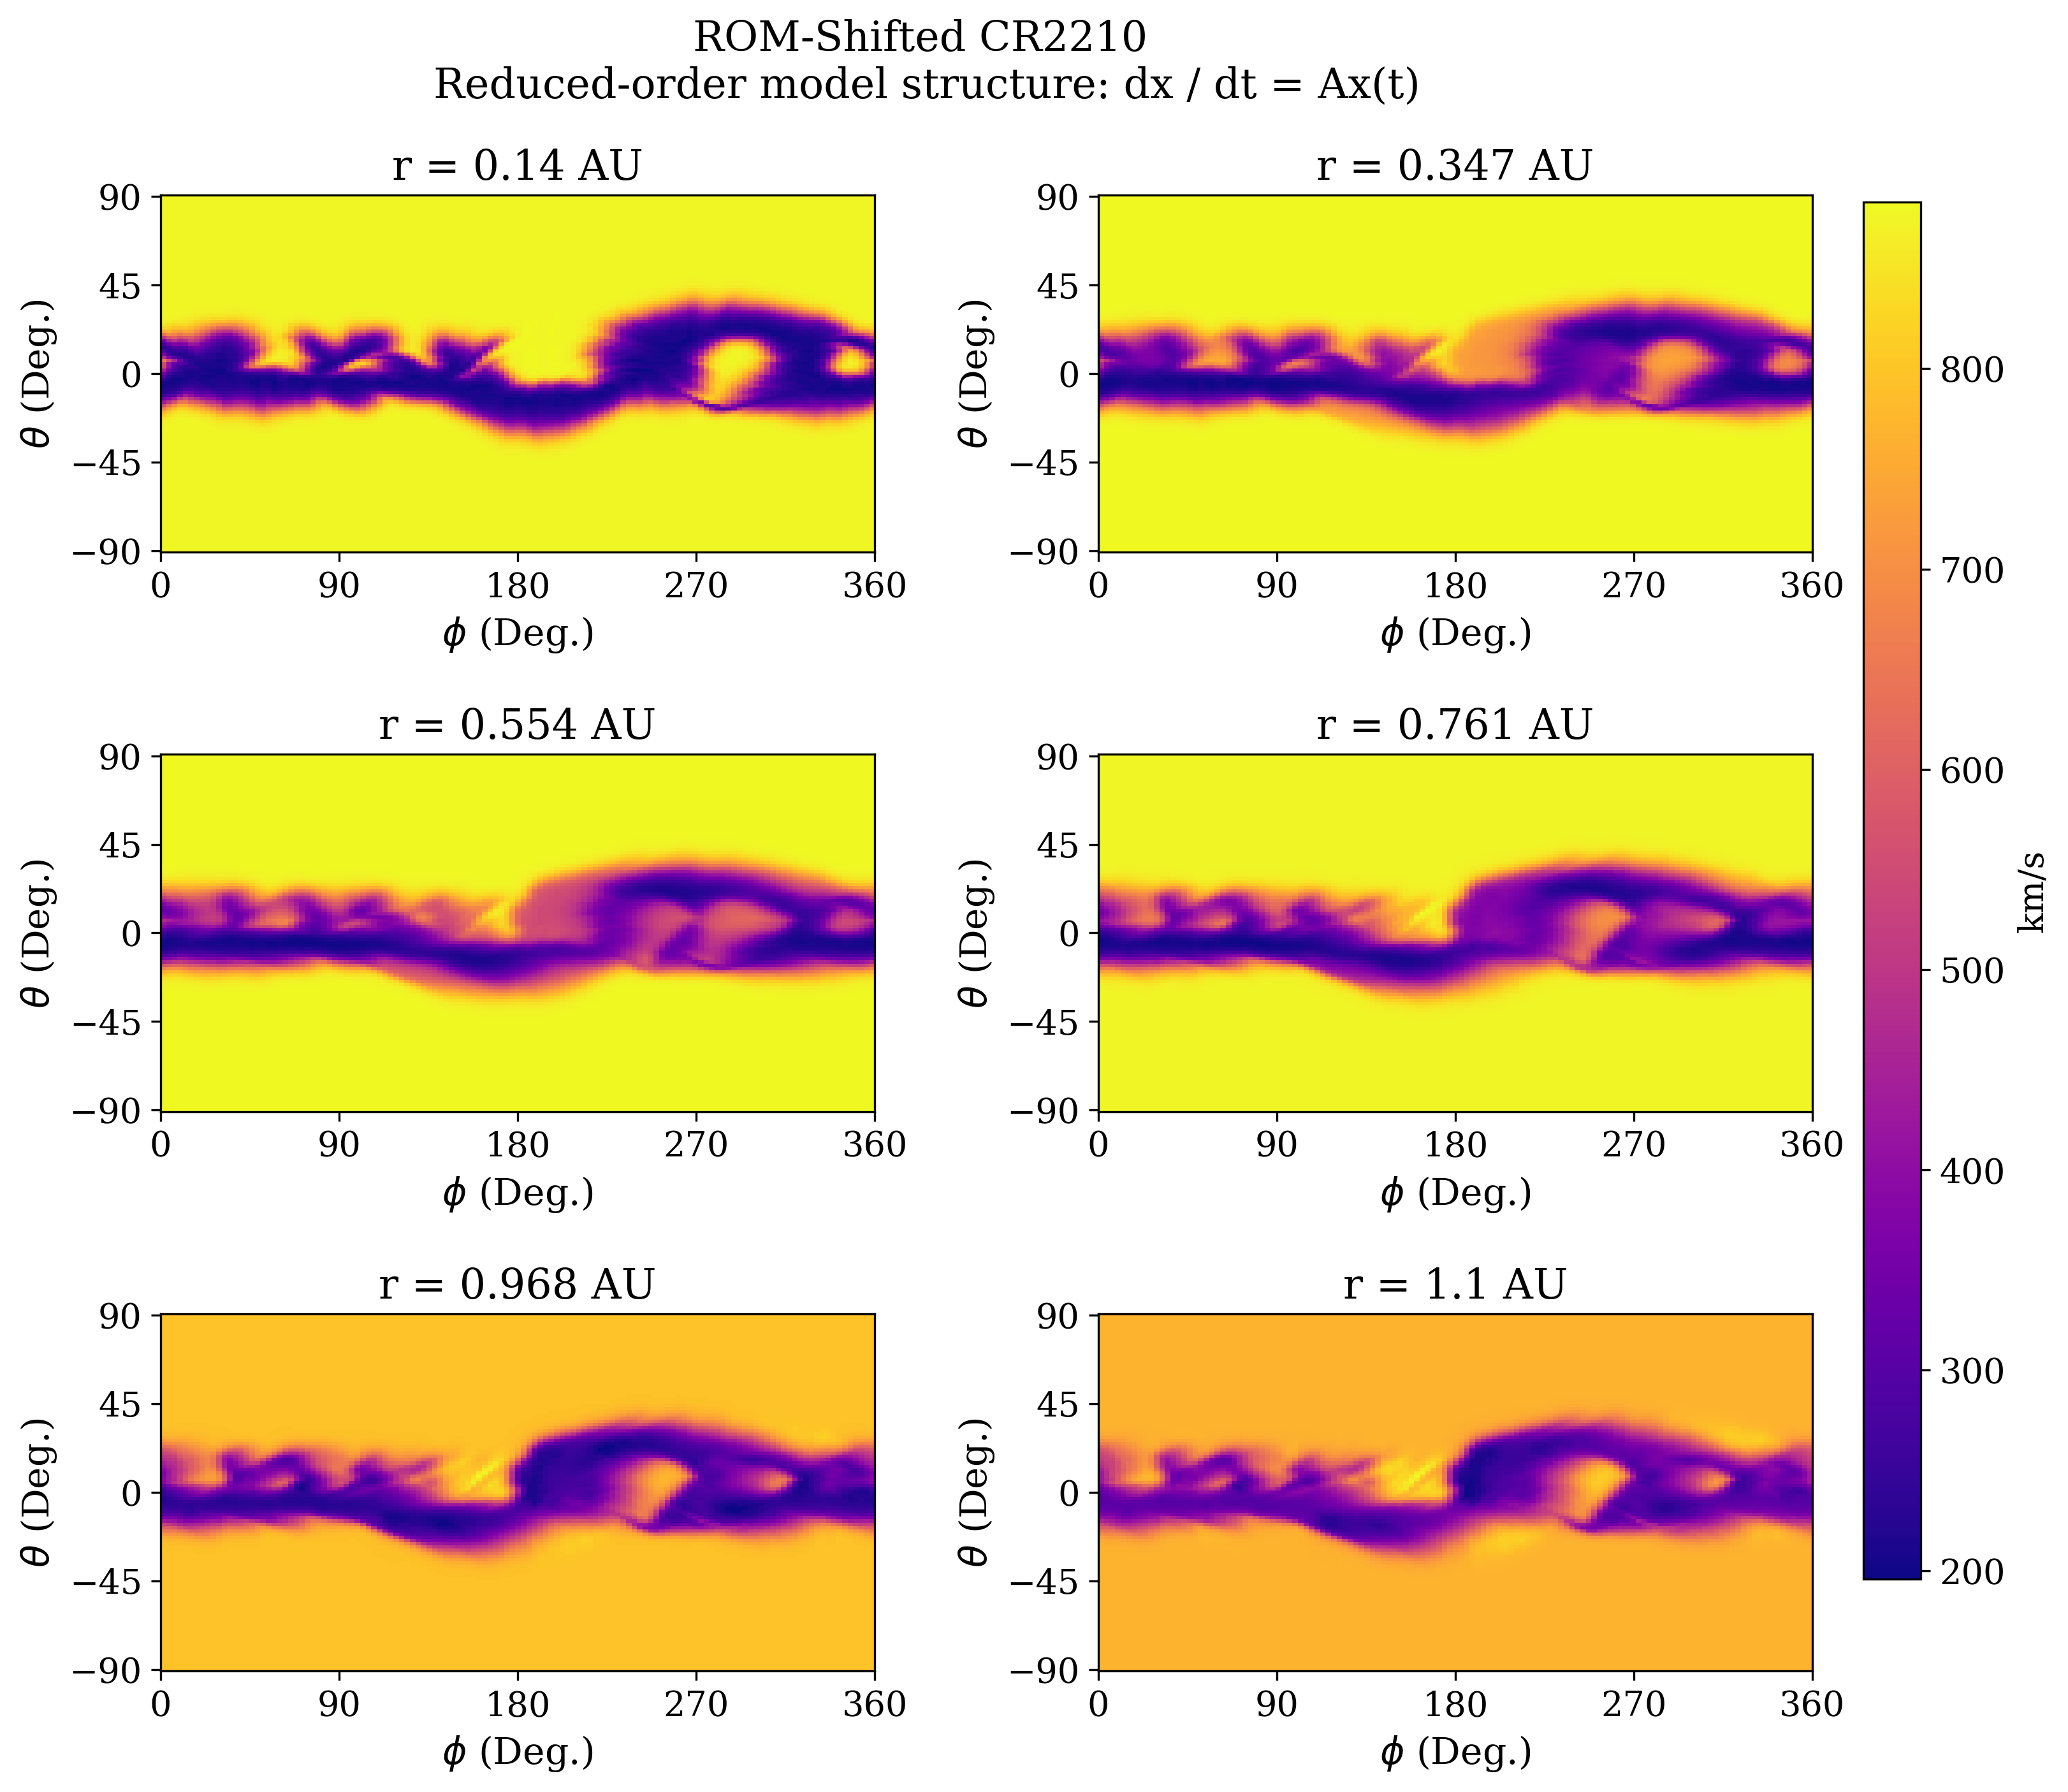 ROM-Shifted CR2210
Reduced-order model structure: dx / dt = Ax(t)
r = 0.14 AU
90
45
0
−45
−90
θ (Deg.)
0 90 180 270 360
ϕ (Deg.)
r = 0.347 AU
90
45
0
−45
−90
θ (Deg.)
0 90 180 270 360
ϕ (Deg.)
r = 0.554 AU
90
45
0
−45
−90
θ (Deg.)
0 90 180 270 360
ϕ (Deg.)
r = 0.761 AU
90
45
0
−45
−90
θ (Deg.)
0 90 180 270 360
ϕ (Deg.)
r = 0.968 AU
90
45
0
−45
−90
θ (Deg.)
0 90 180 270 360
ϕ (Deg.)
r = 1.1 AU
90
45
0
−45
−90
θ (Deg.)
0 90 180 270 360
ϕ (Deg.)
800
700
600
500
400
300
200
km/s